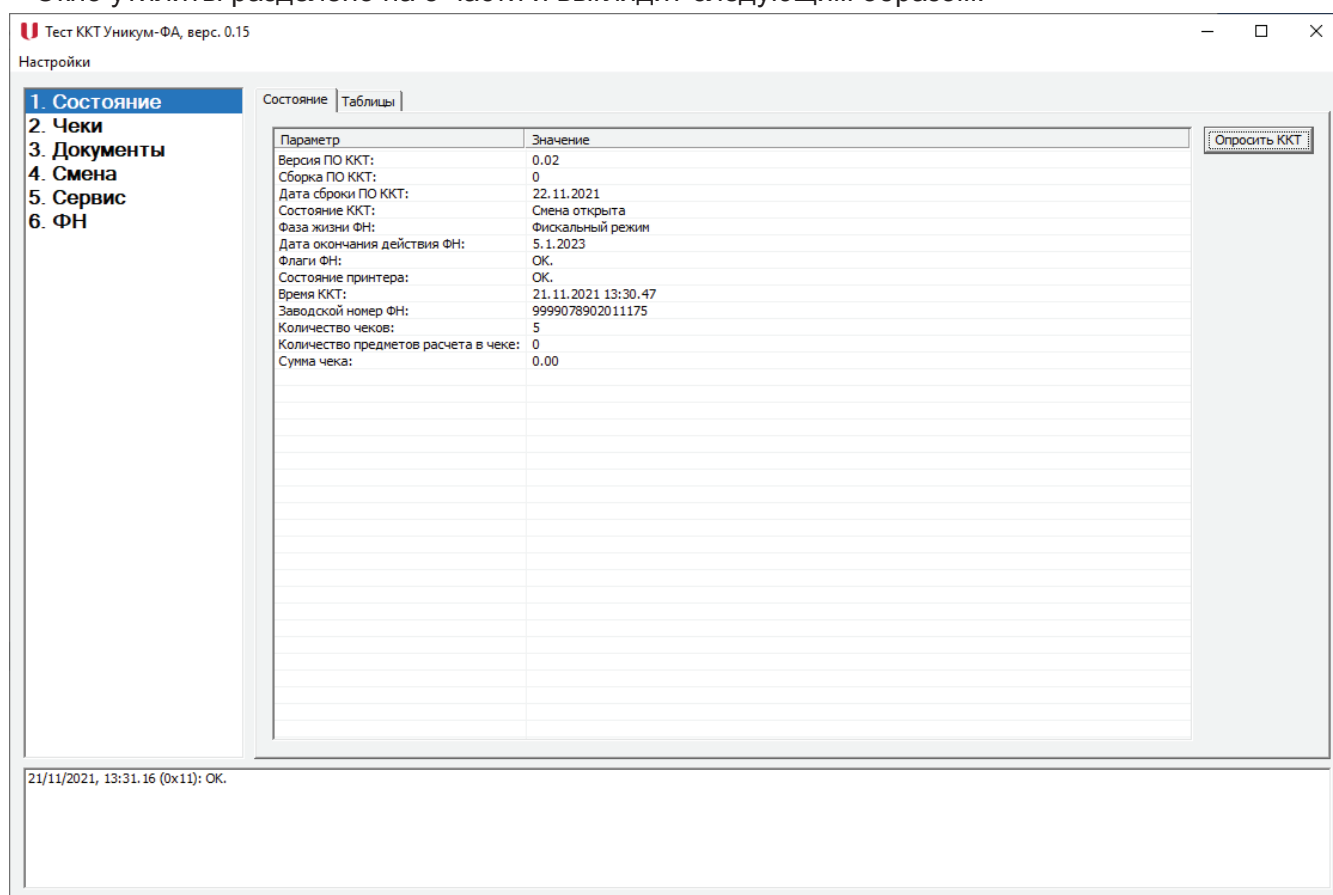 Тест ККТ Уникум-ФА, верс. 0.15
Настройки
1. Состояние
2. Чеки
3. Документы
4. Смена
5. Сервис
6. ФН
Состояние Таблицы
Параметр Значение
Опросить ККТ
Версия ПО ККТ: 0.02
Сборка ПО ККТ: 0
Дата сброки ПО ККТ: 22.11.2021
Состояние ККТ: Смена открыта
Фаза жизни ФН: Фискальный режим
Дата окончания действия ФН: 5.1.2023
Флаги ФН: ОК.
Состояние принтера: ОК.
Время ККТ: 21.11.2021 13:30.47
Заводской номер ФН: 9999078902011175
Количество чеков: 5
Количество предметов расчета в чеке: 0
Сумма чека: 0.00
21/11/2021, 13:31.16 (0x11): ОК.